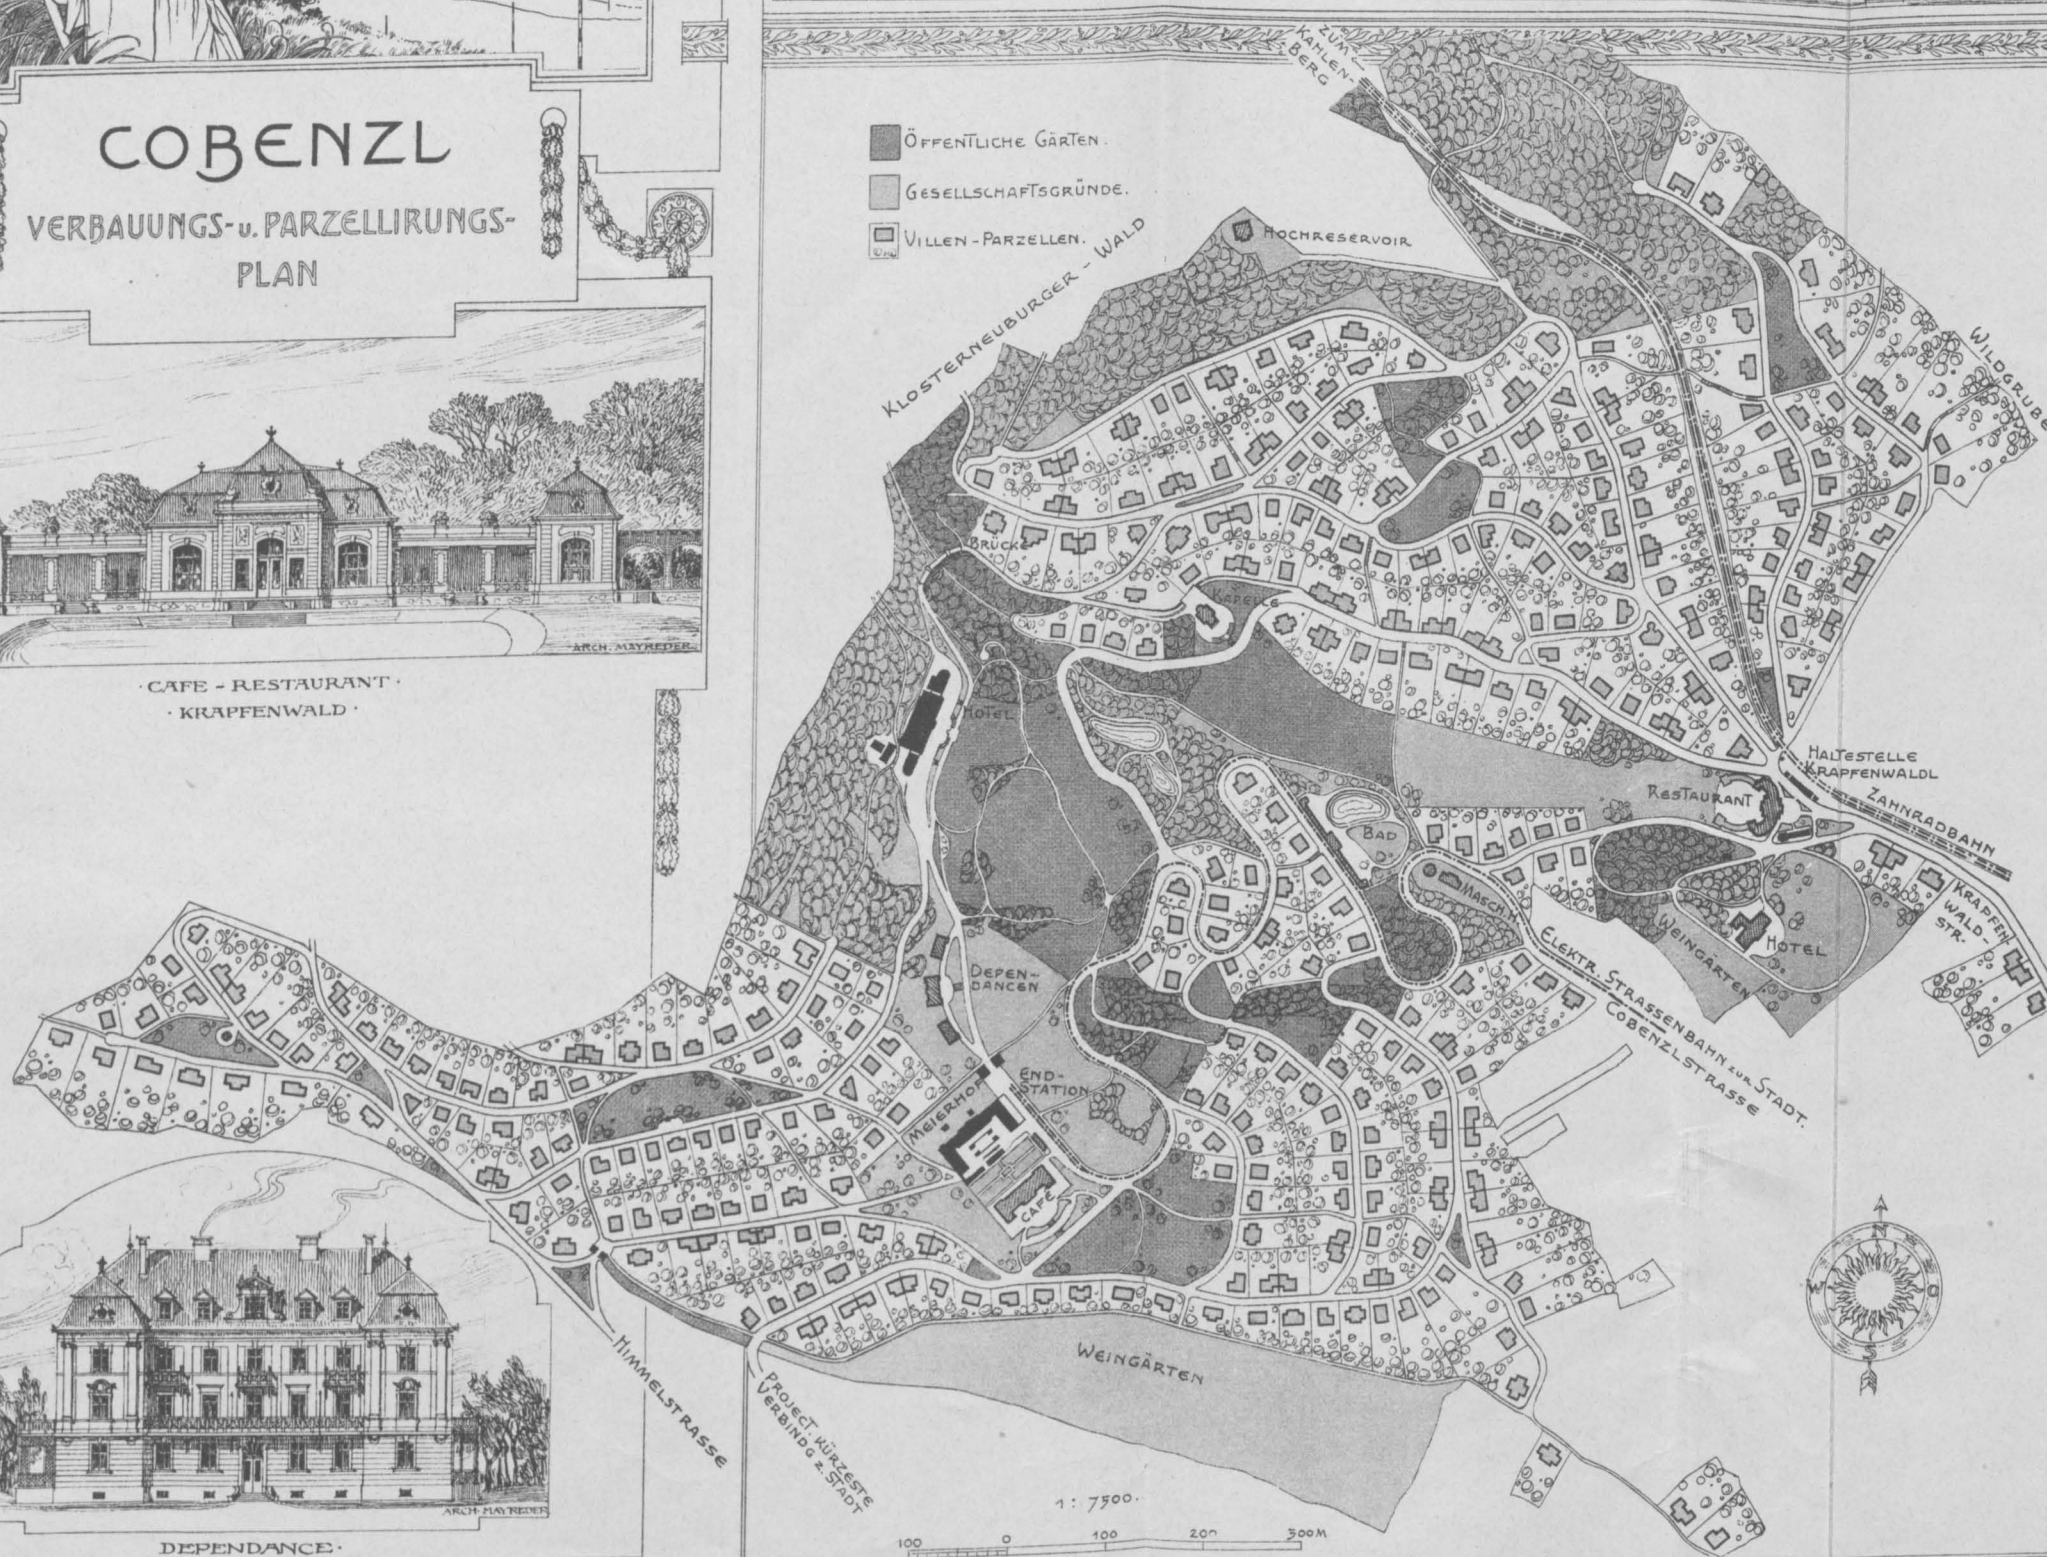 COBENZL
VERBAUUNGS- u. PARZELLIRUNGS-
PLAN
ARCH. MAYREDER
· CAFE - RESTAURANT ·
· KRAPFENWALD ·
ARCH. MAYREDER
DEPENDANCE ·
ÖFFENTLICHE GÄRTEN.
GESELLSCHAFTSGRÜNDE.
VILLEN - PARZELLEN.
ZUM
KAHLEN-
BERG
KLOSTERNEUBURGER - WALD
HOCHRESERVOIR
WILDGRUBE
BRÜCKE
KAPELLE
HOTEL
HALTESTELLE
KRAPFENWALDL
ZAHNRADBAHN
RESTAURANT
BAD
MASCH.H.
KRAPFEN-
WALD-
STR.
HOTEL
WEINGÄRTEN
ELEKTR. STRASSENBAHN ZUR STADT.
COBENZLSTRASSE
DEPEN-
DANCEN
END-
STATION
MEIERHOF
CAFÉ
WEINGÄRTEN
HIMMELSTRASSE
PROJECT. KÜRZESTE
VERBINDG Z. STADT
N
W
O
S
1 : 7500.
100 0 100 200 300 M